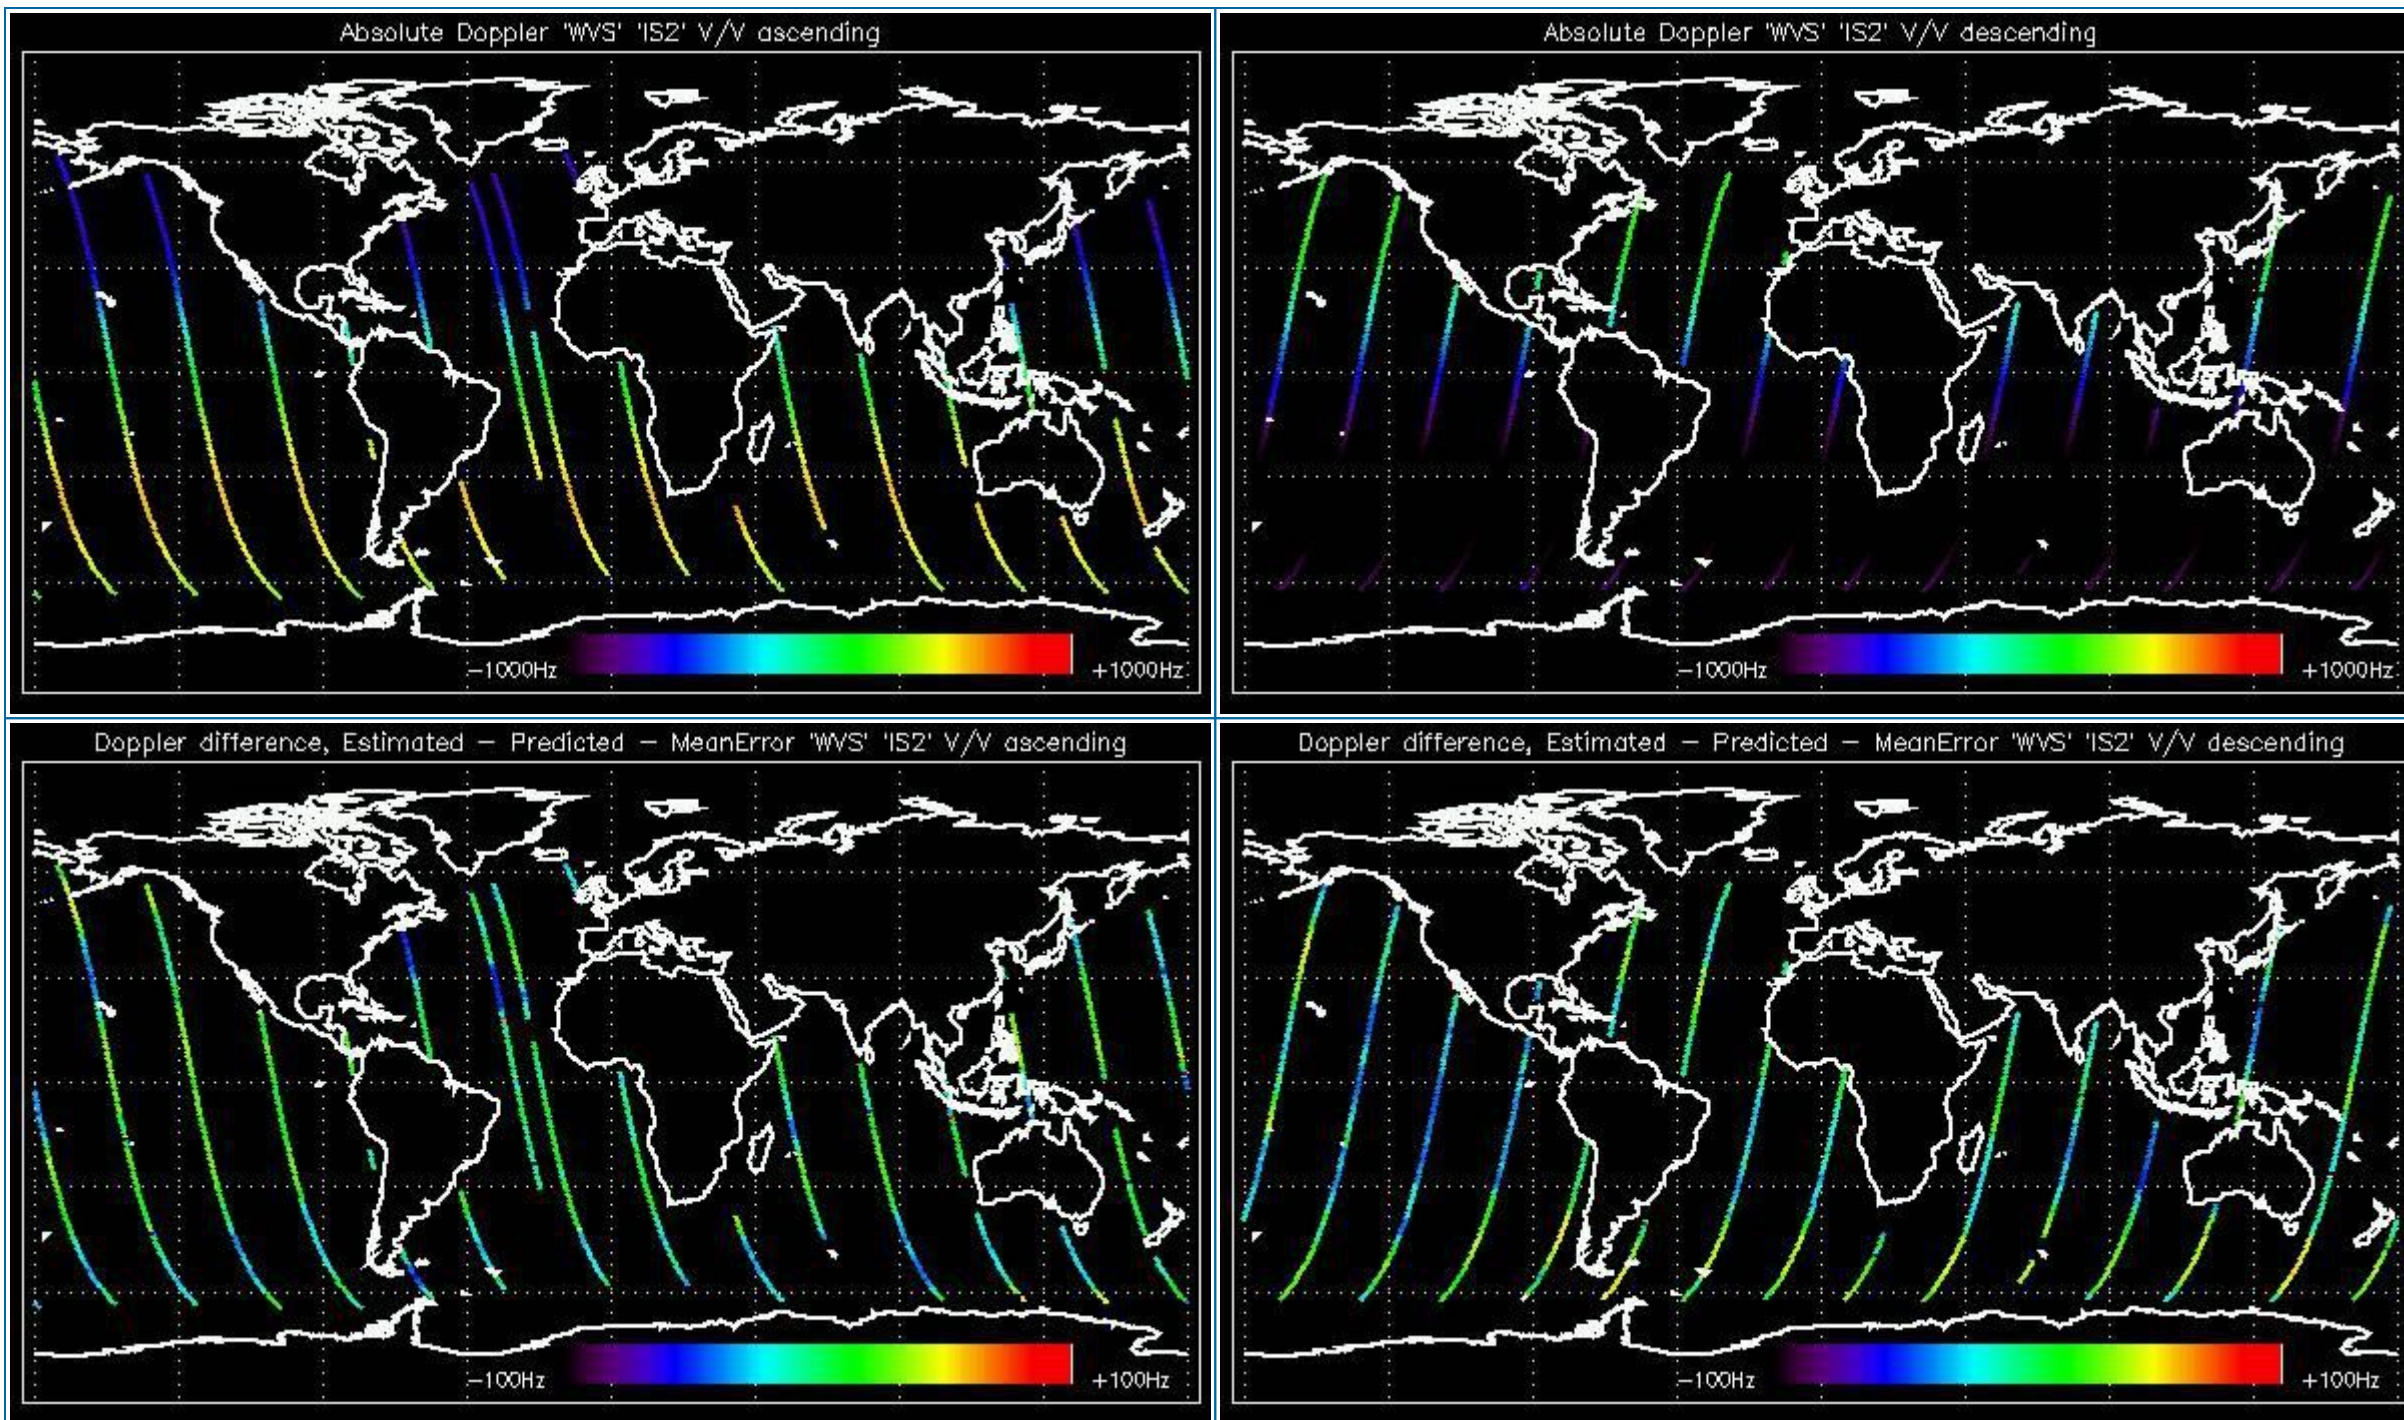 Absolute Doppler 'WVS' 'IS2' V/V ascending
-1000Hz
+1000Hz
Absolute Doppler 'WVS' 'IS2' V/V descending
-1000Hz
+1000Hz
Doppler difference, Estimated - Predicted - MeanError 'WVS' 'IS2' V/V ascending
-100Hz
+100Hz
Doppler difference, Estimated - Predicted - MeanError 'WVS' 'IS2' V/V descending
-100Hz
+100Hz